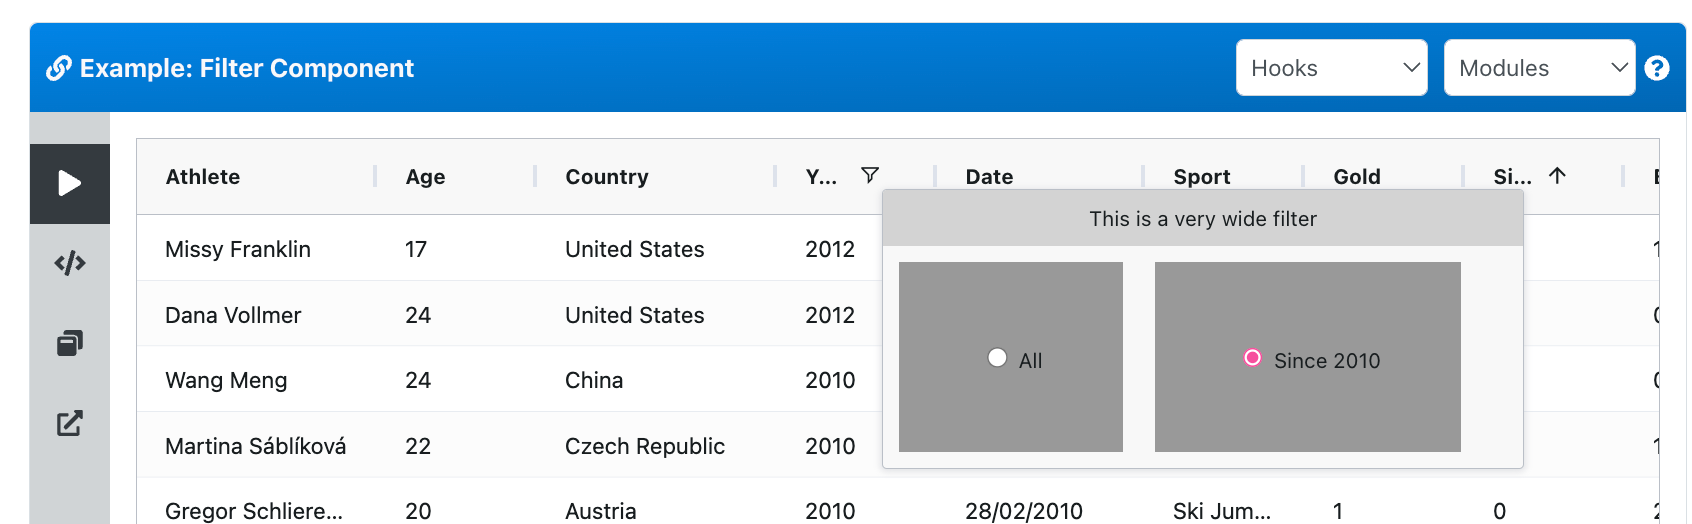 Example: Filter Component
Hooks
Modules
Athlete Age Country Y... Date Sport Gold Si...
This is a very wide filter
Missy Franklin 17 United States 2012
Dana Vollmer 24 United States 2012
All Since 2010
Wang Meng 24 China 2010
Martina Sáblíková 22 Czech Republic 2010
Gregor Schliere... 20 Austria 2010 28/02/2010 Ski Jum... 1 0